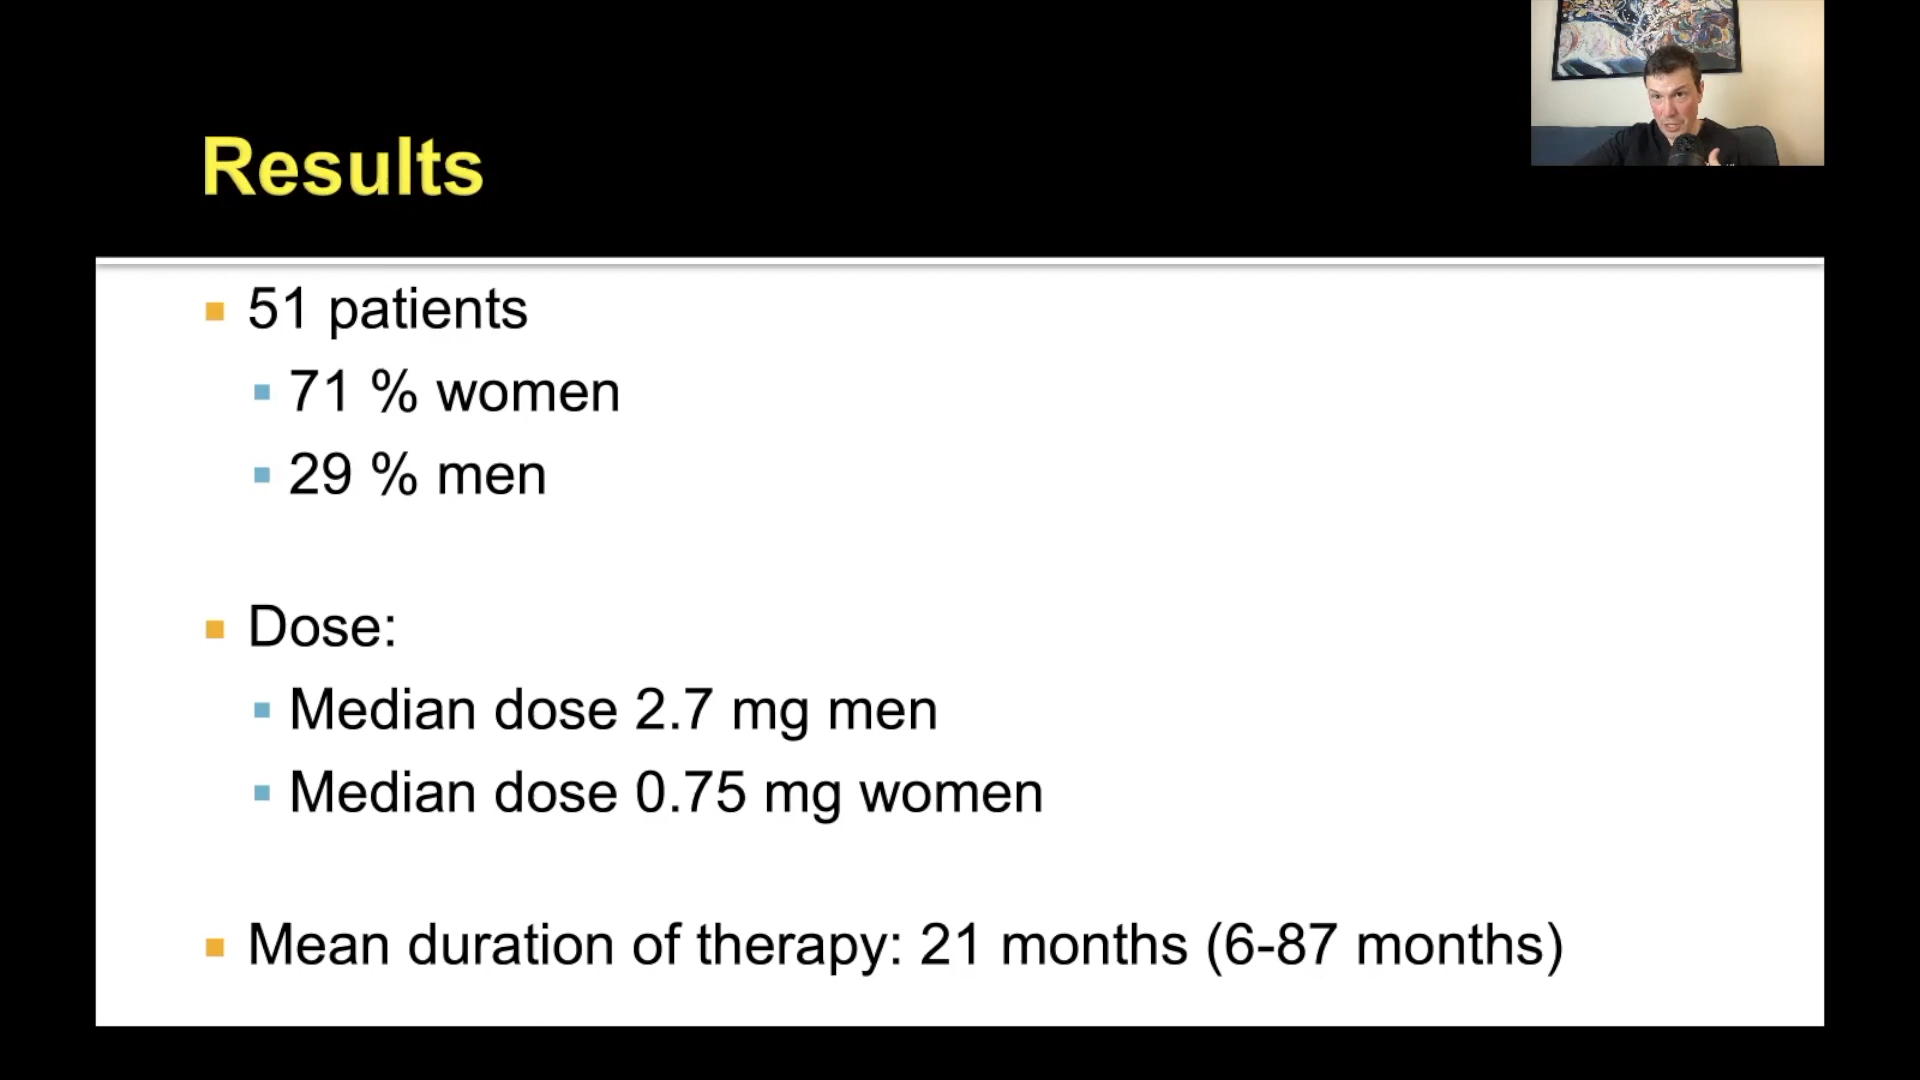 Results
51 patients
71 % women
29 % men
Dose:
Median dose 2.7 mg men
Median dose 0.75 mg women
Mean duration of therapy: 21 months (6-87 months)